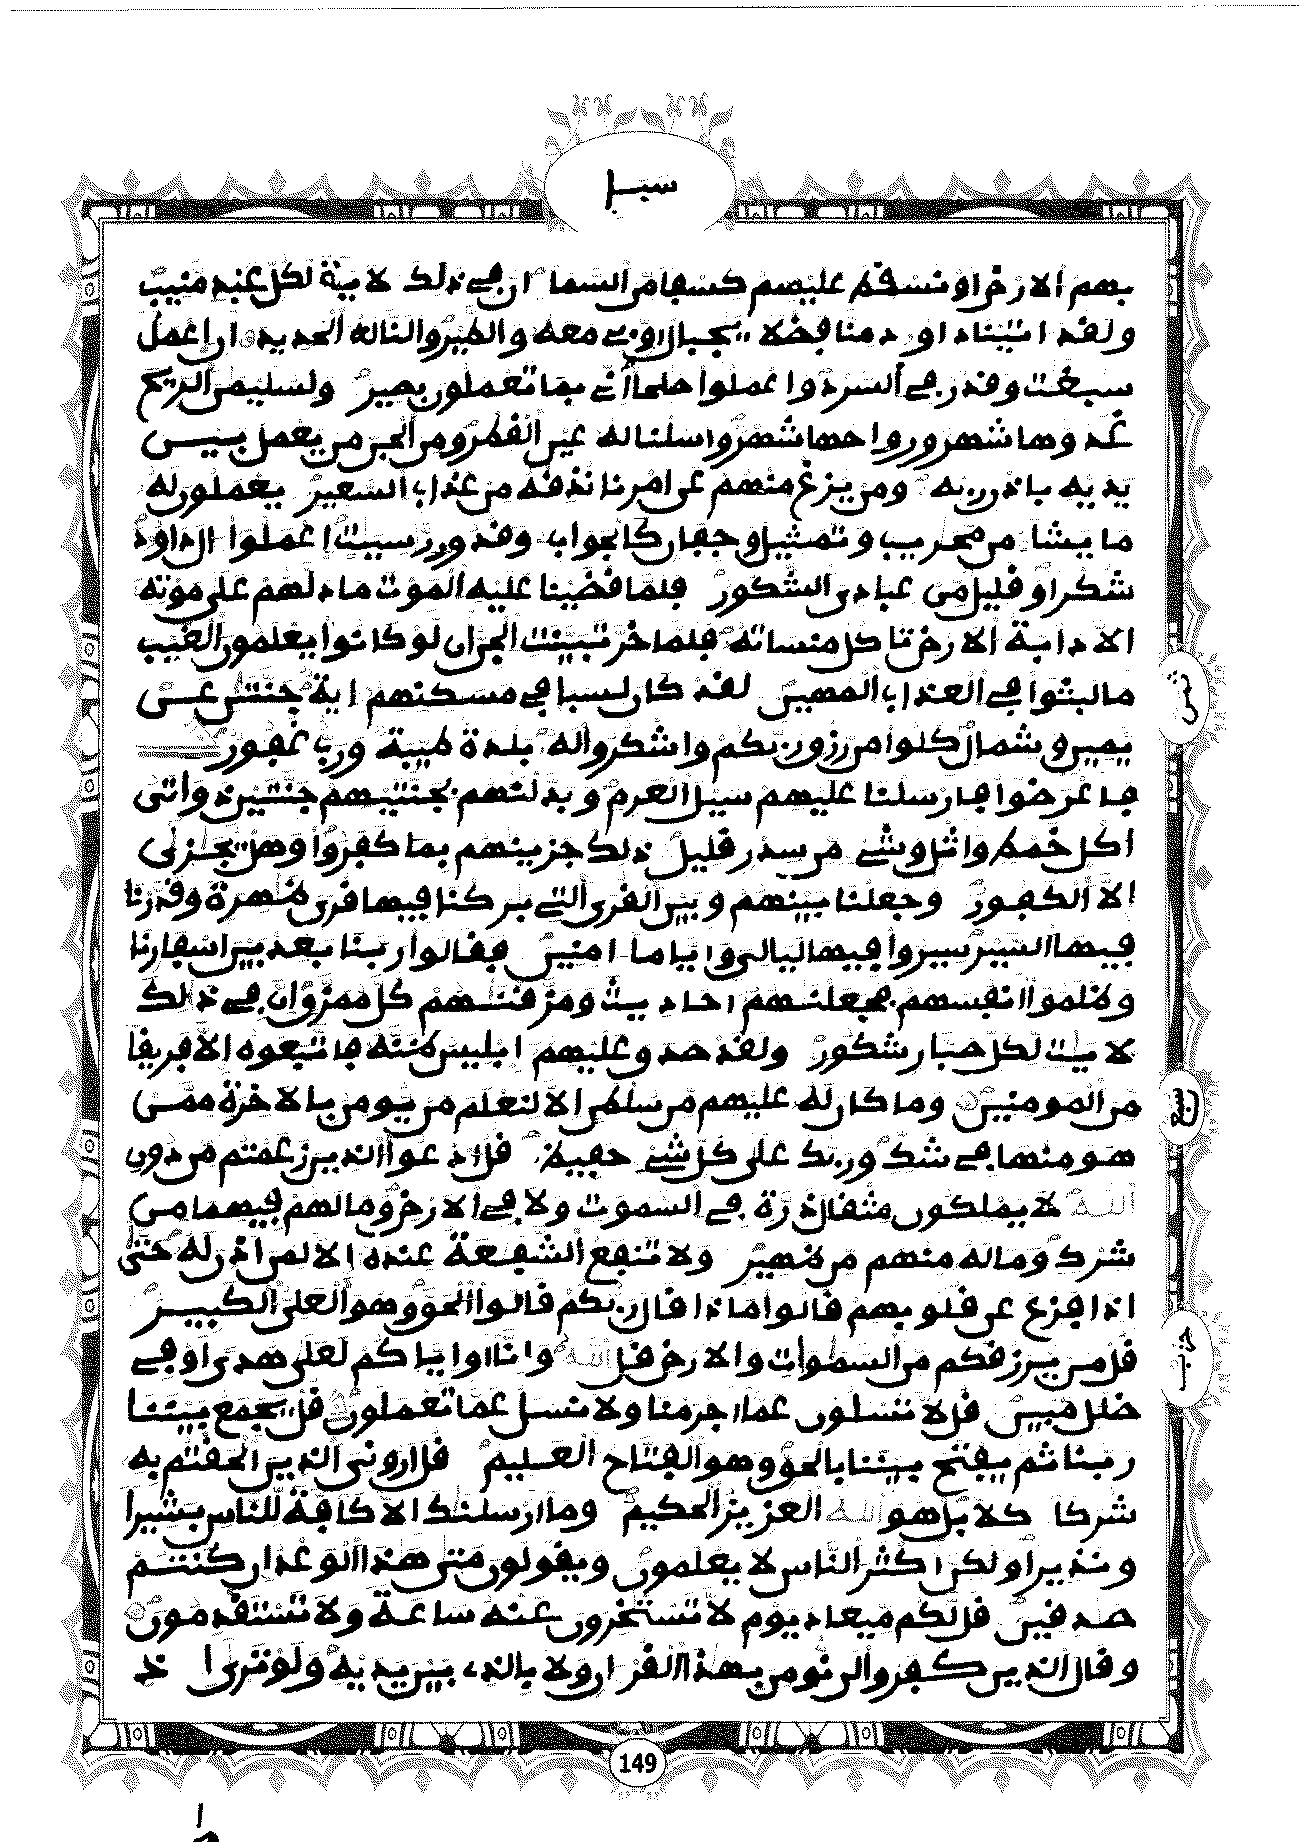 سبإ
بهم الارض او نسقط عليهم كسفا من السما ان في ذلك لاية لكل عبد منيب
ولقد اتينا داود منا فضلا يجبال اوبي معه والطير والنا له الحديد ان اعمل
سبغت وقدر في السرد واعملوا صلحا اني بما تعملون بصير ولسليمن الريح
غدوها شهر ورواحها شهر واسلنا له عين القطر ومن الجن من يعمل بين
يديه باذن ربه ومن يزغ منهم عن امرنا نذقه من عذاب السعير يعملون له
ما يشا من محريب وتمثيل وجفان كالجواب وقدور رسيت اعملوا ال داود
شكرا وقليل من عبادي الشكور فلما قضينا عليه الموت ما دلهم على موته
الا دابة الارض تاكل منساته فلما خر تبينت الجن ان لو كانوا يعلمون الغيب
ما لبثوا في العذاب المهين لقد كان لسبا في مسكنهم اية جنتن عن
يمين وشمال كلوا من رزق ربكم واشكروا له بلدة طيبة ورب غفور
فاعرضوا فارسلنا عليهم سيل العرم وبدلنهم بجنتيهم جنتين ذواتى
اكل خمط واثل وشي من سدر قليل ذلك جزينهم بما كفروا وهل يجزى
الا الكفور وجعلنا بينهم وبين القرى التي بركنا فيها قرى ظهرة وقدرنا
فيها السير سيروا فيها ليالي واياما امنين فقالوا ربنا بعد بين اسفارنا
وظلموا انفسهم فجعلنهم احاديث ومزقنهم كل ممزق ان في ذلك
لايت لكل صبار شكور ولقد صدق عليهم ابليس ظنه فاتبعوه الا فريقا
من المومنين وما كان له عليهم من سلطن الا لنعلم من يومن بالاخرة ممن
هو منها في شك وربك على كل شي حفيظ قل ادعوا الذين زعمتم من دون
الله لا يملكون مثقال ذرة في السموت ولا في الارض وما لهم فيهما من
شرك وما له منهم من ظهير ولا تنفع الشفعة عنده الا لمن اذن له حتى
اذا فزع عن قلوبهم قالوا ماذا قال ربكم قالوا الحق وهو العلي الكبير
قل من يرزقكم من السموات والارض قل الله وانا او اياكم لعلى هدى او في
ضلل مبين قل لا تسلون عما اجرمنا ولا نسل عما تعملون قل يجمع بيننا
ربنا ثم يفتح بيننا بالحق وهو الفتاح العليم قل اروني الذين الحقتم به
شركا كلا بل هو الله العزيز الحكيم وما ارسلنك الا كافة للناس بشيرا
ونذيرا ولكن اكثر الناس لا يعلمون ويقولون متى هذا الوعد ان كنتم
صدقين قل لكم ميعاد يوم لا تستخرون عنه ساعة ولا تستقدمون
وقال الذين كفروا لن نومن بهذا القران ولا بالذي بين يديه ولو ترى اذ
ثمن
ربع
حزب
149